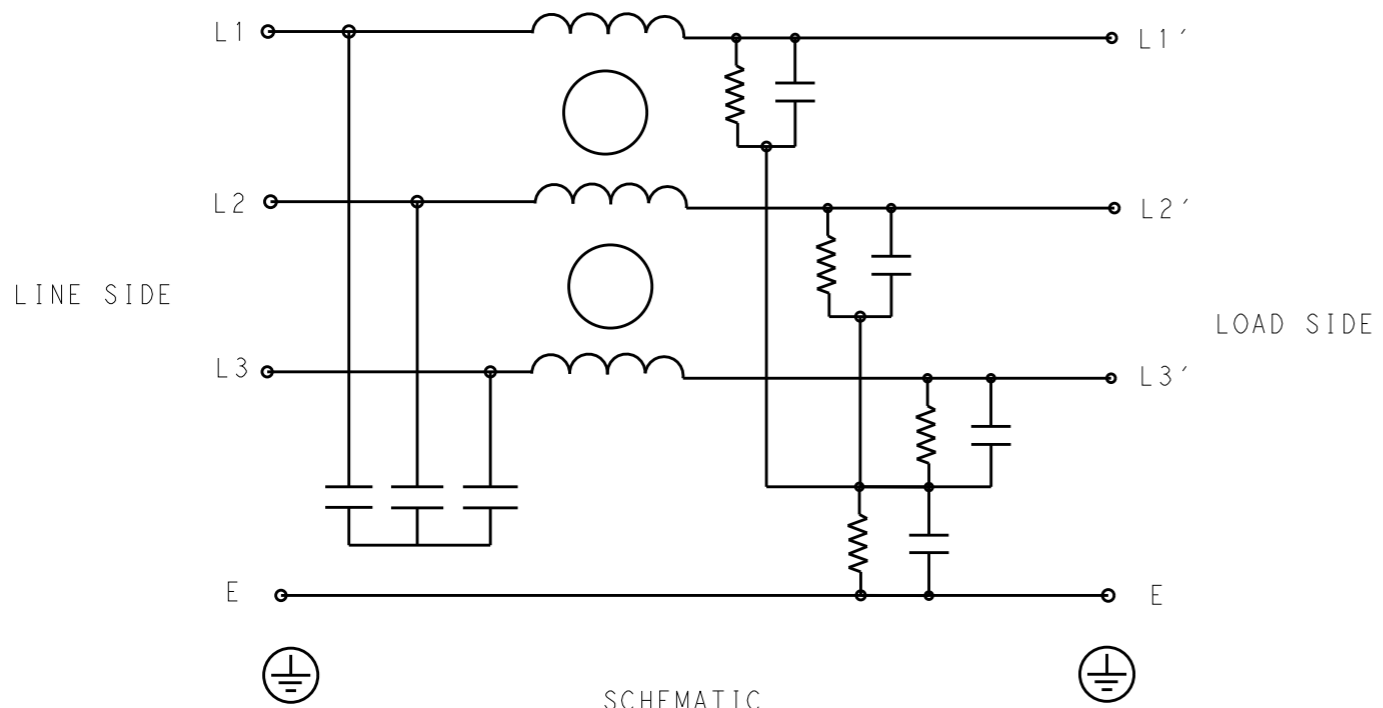 L1
L1´
L2
L2´
LINE SIDE
LOAD SIDE
L3
L3´
E
E
SCHEMATIC